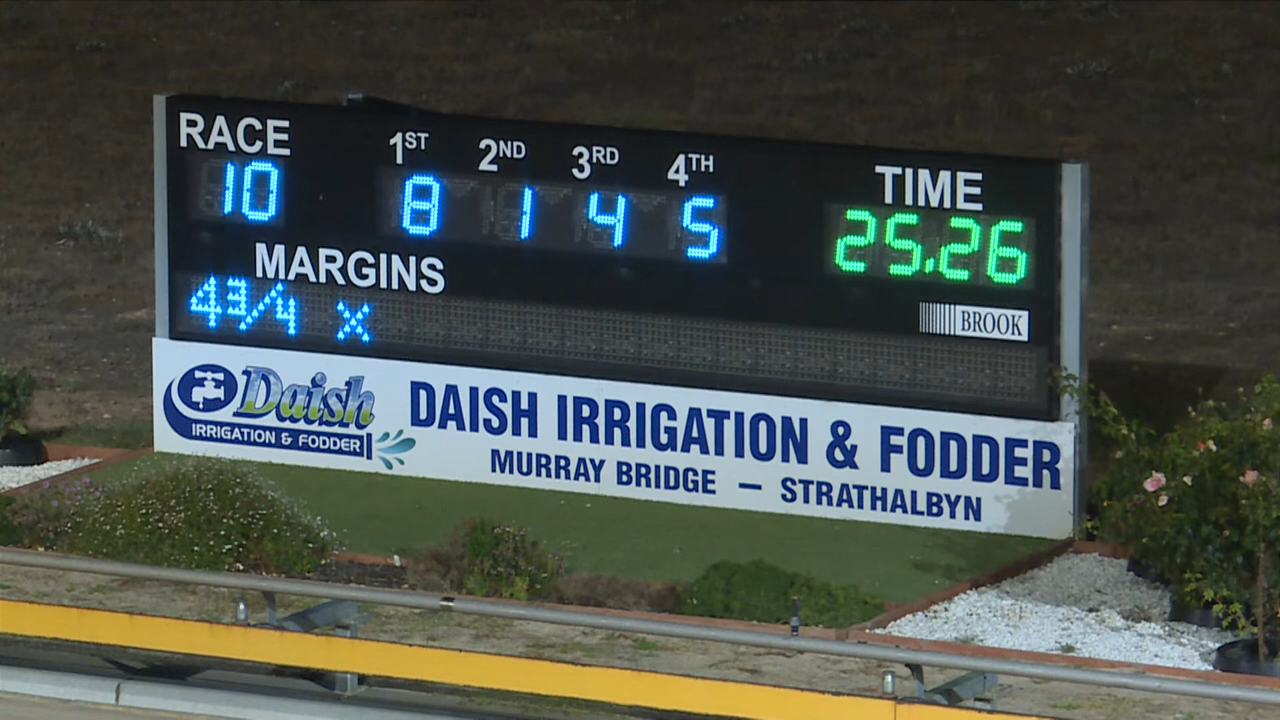 RACE 1ST 2ND 3RD 4TH TIME
10 8 1 4 5 25.26
MARGINS
4 3/4 X
BROOK
Daish
IRRIGATION & FODDER
DAISH IRRIGATION & FODDER
MURRAY BRIDGE – STRATHALBYN